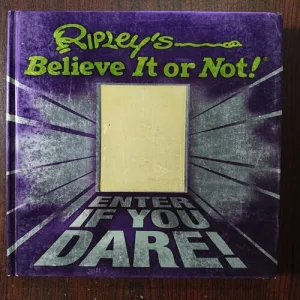 RIPLEY'S
Believe It or Not!®
ENTER
IF YOU
DARE!